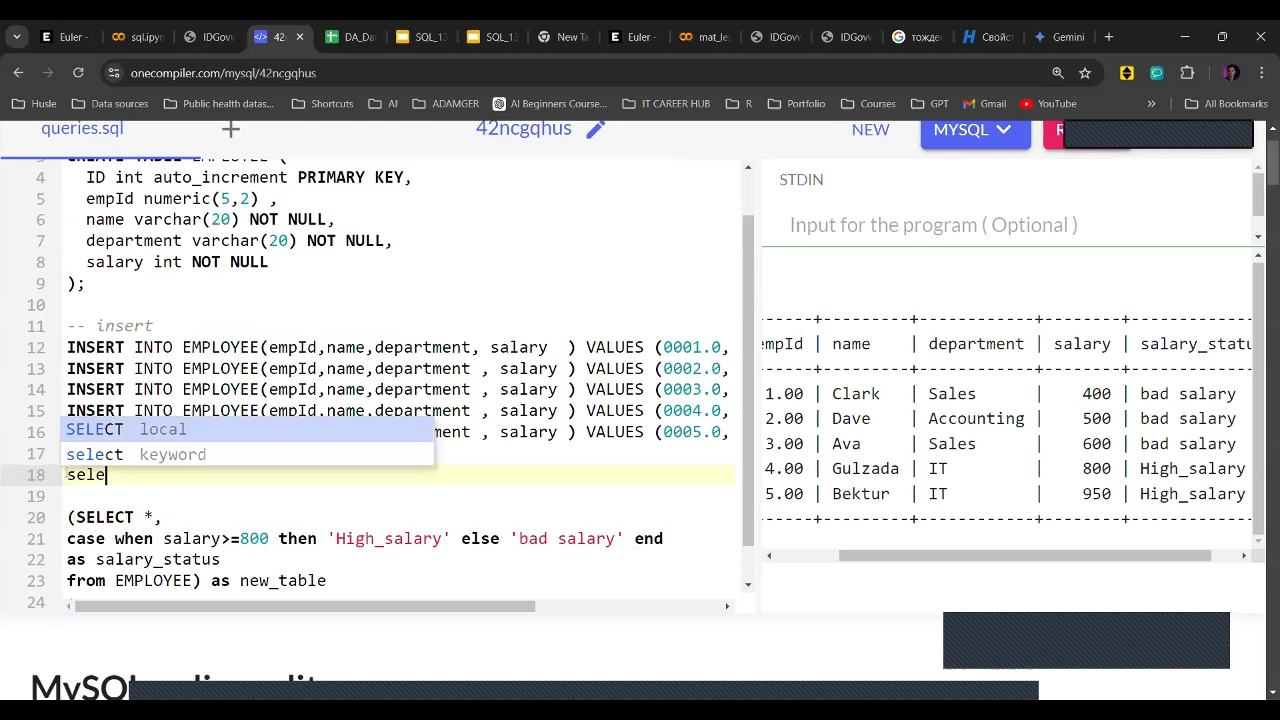 Euler -
sql.ipyn
IDGov
42
DA_Da
SQL_13
SQL_13
New Ta
Euler -
mat_le
IDGov
IDGov
тождес
Свойст
Gemini
onecompiler.com/mysql/42ncgqhus
Husle
Data sources
Public health datas...
Shortcuts
AI
ADAMGER
AI Beginners Course...
IT CAREER HUB
R
Portfolio
Courses
GPT
Gmail
YouTube
All Bookmarks
queries.sql
42ncgqhus
NEW
MYSQL
4 ID int auto_increment PRIMARY KEY,
5 empId numeric(5,2) ,
6 name varchar(20) NOT NULL,
7 department varchar(20) NOT NULL,
8 salary int NOT NULL
9 );
10
11 -- insert
12 INSERT INTO EMPLOYEE(empId,name,department, salary ) VALUES (0001.0,
13 INSERT INTO EMPLOYEE(empId,name,department , salary ) VALUES (0002.0,
14 INSERT INTO EMPLOYEE(empId,name,department , salary ) VALUES (0003.0,
15 INSERT INTO EMPLOYEE(empId,name,department , salary ) VALUES (0004.0,
SELECT local
16 ment , salary ) VALUES (0005.0,
select keyword
17
18 sele
19
20 (SELECT *,
21 case when salary>=800 then 'High_salary' else 'bad salary' end
22 as salary_status
23 from EMPLOYEE) as new_table
24
STDIN
Input for the program ( Optional )
-----+------------+------------+--------+------------
empId | name | department | salary | salary_statu
1.00 | Clark | Sales | 400 | bad salary
2.00 | Dave | Accounting | 500 | bad salary
3.00 | Ava | Sales | 600 | bad salary
4.00 | Gulzada | IT | 800 | High_salary
5.00 | Bektur | IT | 950 | High_salary